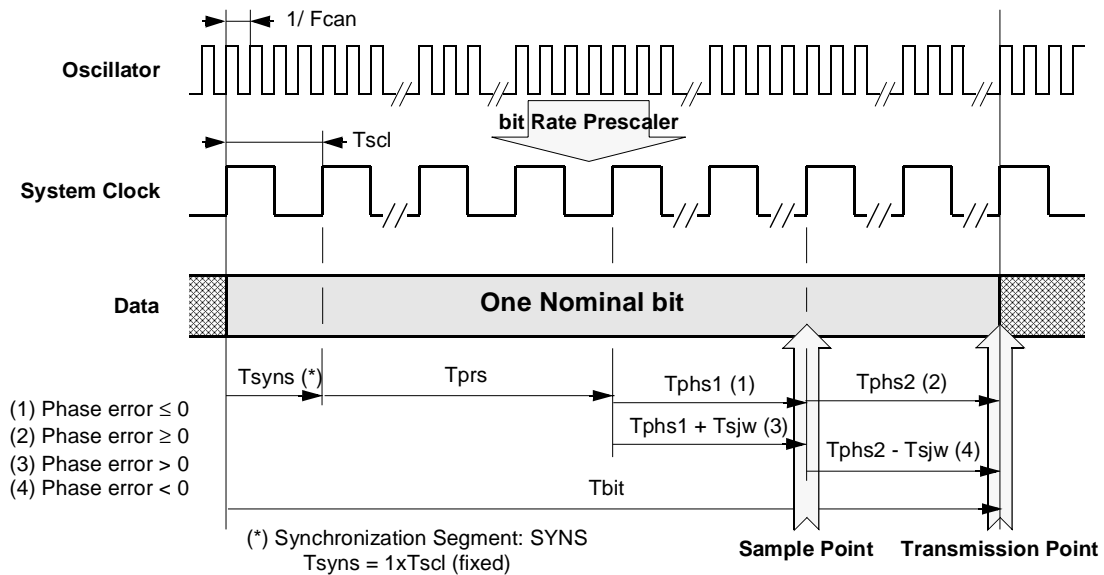 1/ Fcan
Oscillator
bit Rate Prescaler
Tscl
System Clock
Data
One Nominal bit
Tsyns (*)
Tprs
Tphs1 (1)
Tphs2 (2)
(1) Phase error ≤ 0
(2) Phase error ≥ 0
(3) Phase error > 0
(4) Phase error < 0
Tphs1 + Tsjw (3)
Tphs2 - Tsjw (4)
Tbit
(*) Synchronization Segment: SYNS
Tsyns = 1xTscl (fixed)
Sample Point
Transmission Point